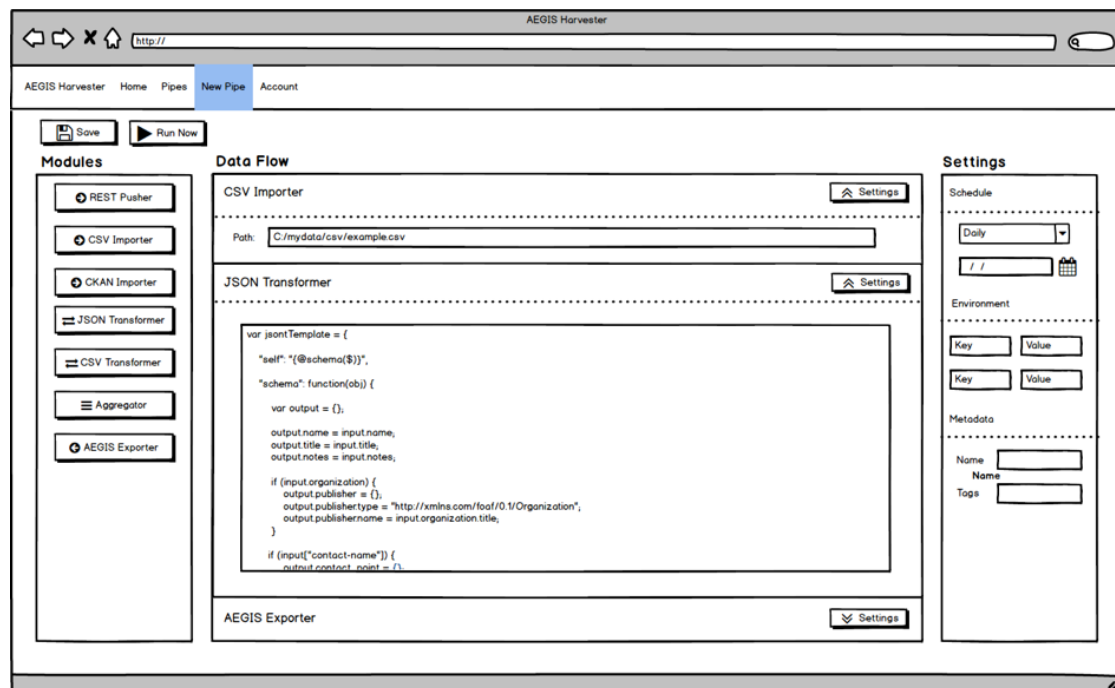 AEGIS Harvester
http://
AEGIS Harvester Home Pipes New Pipe Account
Save Run Now
Modules
REST Pusher
CSV Importer
CKAN Importer
JSON Transformer
CSV Transformer
Aggregator
AEGIS Exporter
Data Flow
CSV Importer Settings
Path: C:/mydata/csv/example.csv
JSON Transformer Settings
var jsontTemplate = {
"self": "{@schema($)}",
"schema": function(obj) {
var output = {};
output.name = input.name;
output.title = input.title;
output.notes = input.notes;
if (input.organization) {
output.publisher = {};
output.publisher.type = "http://xmlns.com/foaf/0.1/Organization";
output.publisher.name = input.organization.title;
}
if (input["contact-name"]) {
output.contact_point = {};
AEGIS Exporter Settings
Settings
Schedule
Daily
/ /
Environment
Key Value
Key Value
Metadata
Name
Name
Tags